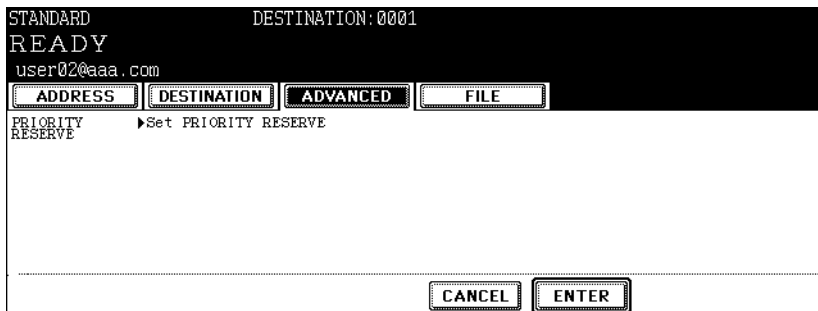 STANDARD DESTINATION:0001
READY
user02@aaa.com
ADDRESS DESTINATION ADVANCED FILE
PRIORITY RESERVE ▶Set PRIORITY RESERVE
CANCEL ENTER